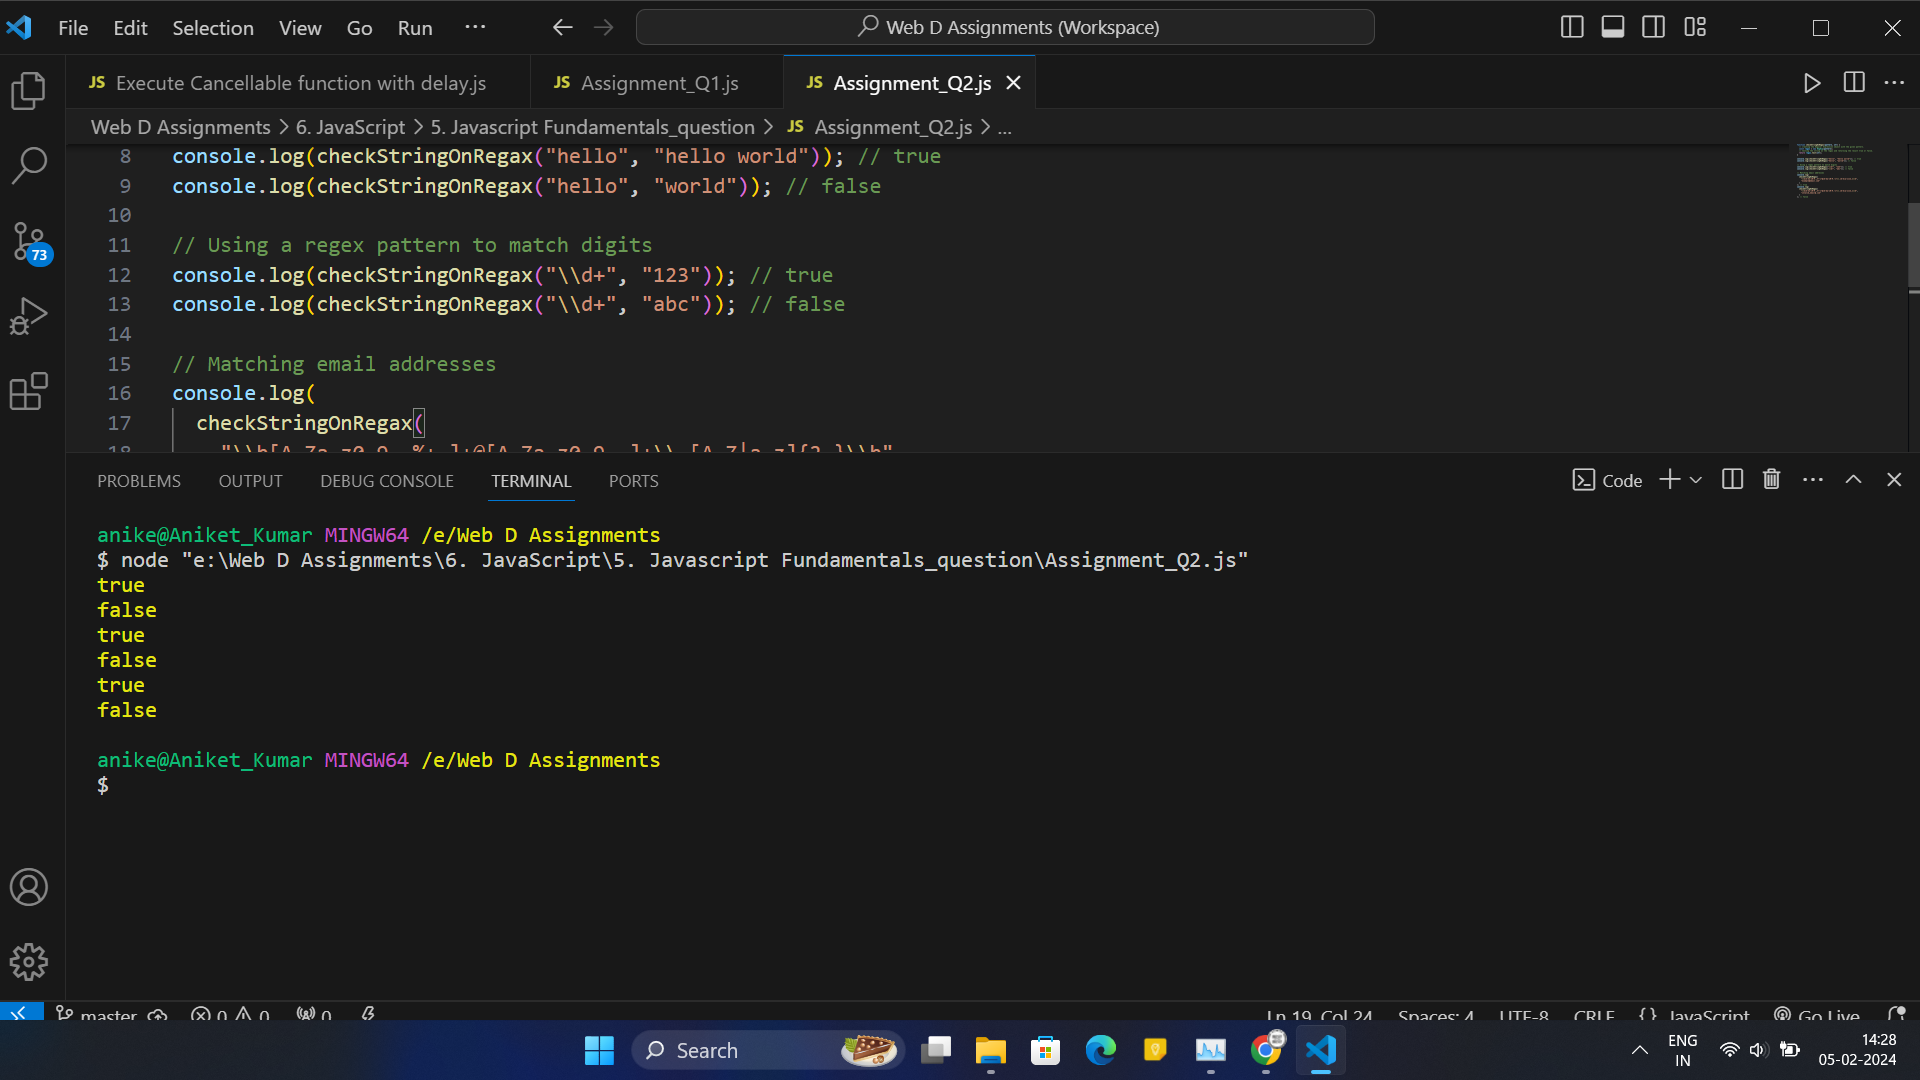 File Edit Selection View Go Run ... Web D Assignments (Workspace)
JS Execute Cancellable function with delay.js JS Assignment_Q1.js JS Assignment_Q2.js
Web D Assignments > 6. JavaScript > 5. Javascript Fundamentals_question > JS Assignment_Q2.js > ...
8 console.log(checkStringOnRegax("hello", "hello world")); // true
9 console.log(checkStringOnRegax("hello", "world")); // false
10
11 // Using a regex pattern to match digits
12 console.log(checkStringOnRegax("\\d+", "123")); // true
13 console.log(checkStringOnRegax("\\d+", "abc")); // false
14
15 // Matching email addresses
16 console.log(
17 checkStringOnRegax(
73
PROBLEMS OUTPUT DEBUG CONSOLE TERMINAL PORTS Code
anike@Aniket_Kumar MINGW64 /e/Web D Assignments
$ node "e:\Web D Assignments\6. JavaScript\5. Javascript Fundamentals_question\Assignment_Q2.js"
true
false
true
false
true
false
anike@Aniket_Kumar MINGW64 /e/Web D Assignments
$
master 0 0 0 Ln 19, Col 24 Spaces: 4 UTF-8 CRLF {} JavaScript Go Live
Search
ENG
IN
14:28
05-02-2024